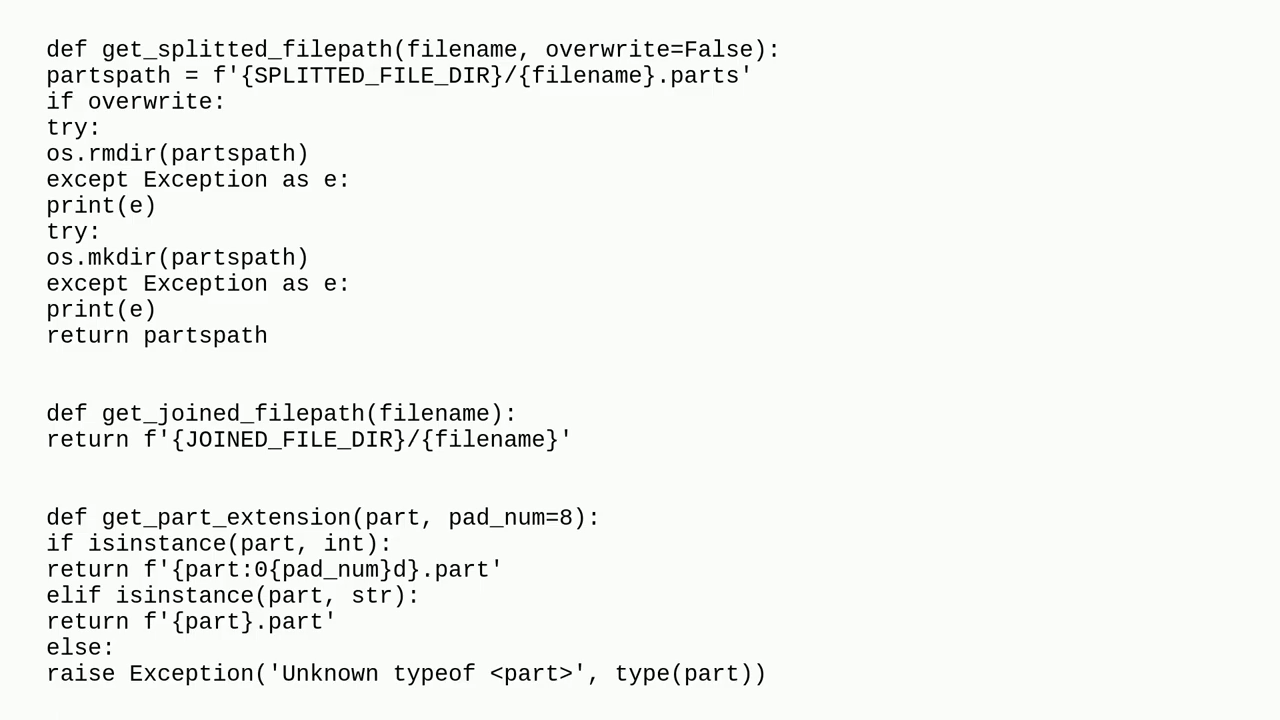 def get_splitted_filepath(filename, overwrite=False):
partspath = f'{SPLITTED_FILE_DIR}/{filename}.parts'
if overwrite:
try:
os.rmdir(partspath)
except Exception as e:
print(e)
try:
os.mkdir(partspath)
except Exception as e:
print(e)
return partspath
def get_joined_filepath(filename):
return f'{JOINED_FILE_DIR}/{filename}'
def get_part_extension(part, pad_num=8):
if isinstance(part, int):
return f'{part:0{pad_num}d}.part'
elif isinstance(part, str):
return f'{part}.part'
else:
raise Exception('Unknown typeof <part>', type(part))